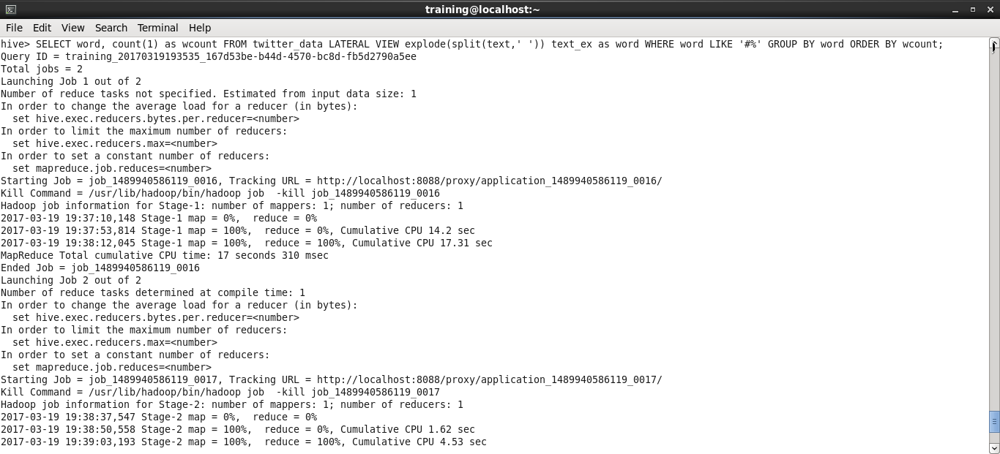 training@localhost:~
File Edit View Search Terminal Help
hive> SELECT word, count(1) as wcount FROM twitter_data LATERAL VIEW explode(split(text,' ')) text_ex as word WHERE word LIKE '#%' GROUP BY word ORDER BY wcount;
Query ID = training_20170319193535_167d53be-b44d-4570-bc8d-fb5d2790a5ee
Total jobs = 2
Launching Job 1 out of 2
Number of reduce tasks not specified. Estimated from input data size: 1
In order to change the average load for a reducer (in bytes):
  set hive.exec.reducers.bytes.per.reducer=<number>
In order to limit the maximum number of reducers:
  set hive.exec.reducers.max=<number>
In order to set a constant number of reducers:
  set mapreduce.job.reduces=<number>
Starting Job = job_1489940586119_0016, Tracking URL = http://localhost:8088/proxy/application_1489940586119_0016/
Kill Command = /usr/lib/hadoop/bin/hadoop job  -kill job_1489940586119_0016
Hadoop job information for Stage-1: number of mappers: 1; number of reducers: 1
2017-03-19 19:37:10,148 Stage-1 map = 0%,  reduce = 0%
2017-03-19 19:37:53,814 Stage-1 map = 100%,  reduce = 0%, Cumulative CPU 14.2 sec
2017-03-19 19:38:12,045 Stage-1 map = 100%,  reduce = 100%, Cumulative CPU 17.31 sec
MapReduce Total cumulative CPU time: 17 seconds 310 msec
Ended Job = job_1489940586119_0016
Launching Job 2 out of 2
Number of reduce tasks determined at compile time: 1
In order to change the average load for a reducer (in bytes):
  set hive.exec.reducers.bytes.per.reducer=<number>
In order to limit the maximum number of reducers:
  set hive.exec.reducers.max=<number>
In order to set a constant number of reducers:
  set mapreduce.job.reduces=<number>
Starting Job = job_1489940586119_0017, Tracking URL = http://localhost:8088/proxy/application_1489940586119_0017/
Kill Command = /usr/lib/hadoop/bin/hadoop job  -kill job_1489940586119_0017
Hadoop job information for Stage-2: number of mappers: 1; number of reducers: 1
2017-03-19 19:38:37,547 Stage-2 map = 0%,  reduce = 0%
2017-03-19 19:38:50,558 Stage-2 map = 100%,  reduce = 0%, Cumulative CPU 1.62 sec
2017-03-19 19:39:03,193 Stage-2 map = 100%,  reduce = 100%, Cumulative CPU 4.53 sec